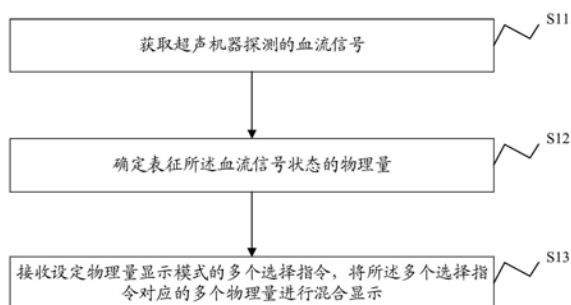 S11
获取超声机器探测的血流信号
S12
确定表征所述血流信号状态的物理量
S13
接收设定物理量显示模式的多个选择指令，将所述多个选择指
令对应的多个物理量进行混合显示